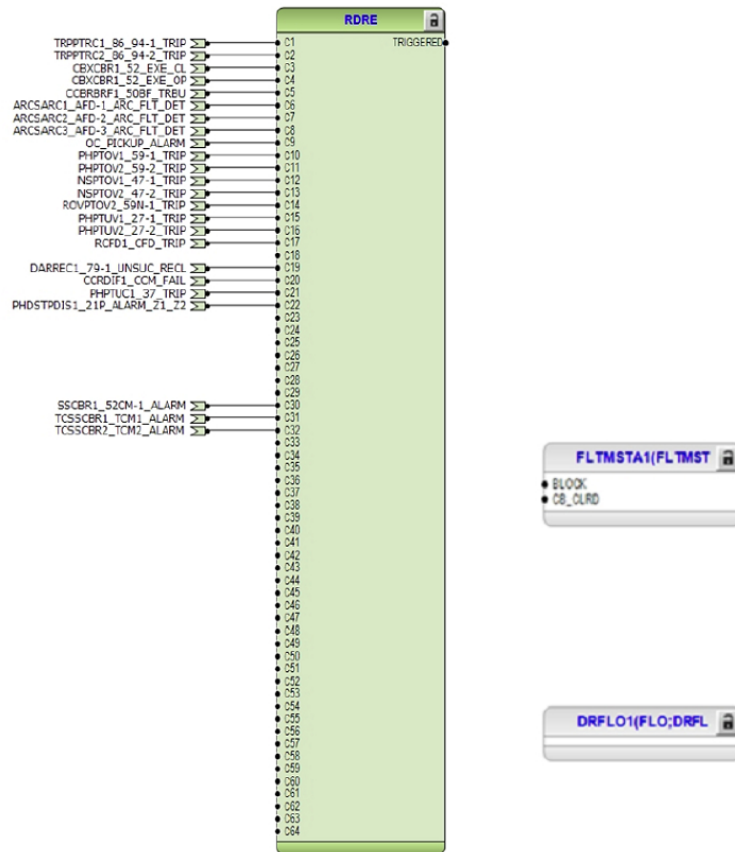 RDRE
TRIGGERED
TRPPTRC1_86_94-1_TRIP C1
TRPPTRC2_86_94-2_TRIP C2
CBXCBR1_52_EXE_CL C3
CBXCBR1_52_EXE_OP C4
CCBRBRF1_50BF_TRBU C5
ARCSARC1_AFD-1_ARC_FLT_DET C6
ARCSARC2_AFD-2_ARC_FLT_DET C7
ARCSARC3_AFD-3_ARC_FLT_DET C8
OC_PICKUP_ALARM C9
PHPTOV1_59-1_TRIP C10
PHPTOV2_59-2_TRIP C11
NSPTOV1_47-1_TRIP C12
NSPTOV2_47-2_TRIP C13
ROVPTOV2_59N-1_TRIP C14
PHPTUV1_27-1_TRIP C15
PHPTUV2_27-2_TRIP C16
RCFD1_CFD_TRIP C17
C18
DARREC1_79-1_UNSUC_RECL C19
CCRDIF1_CCM_FAIL C20
PHPTUC1_37_TRIP C21
PHDSTPDIS1_21P_ALARM_Z1_Z2 C22
C23
C24
C25
C26
C27
C28
C29
SSCBR1_52CM-1_ALARM C30
TCSSCBR1_TCM1_ALARM C31
TCSSCBR2_TCM2_ALARM C32
C33
C34
C35
C36
C37
C38
C39
C40
C41
C42
C43
C44
C45
C46
C47
C48
C49
C50
C51
C52
C53
C54
C55
C56
C57
C58
C59
C60
C61
C62
C63
C64
FLTMSTA1(FLTMST
BLOCK
CB_CLRD
DRFLO1(FLO;DRFL